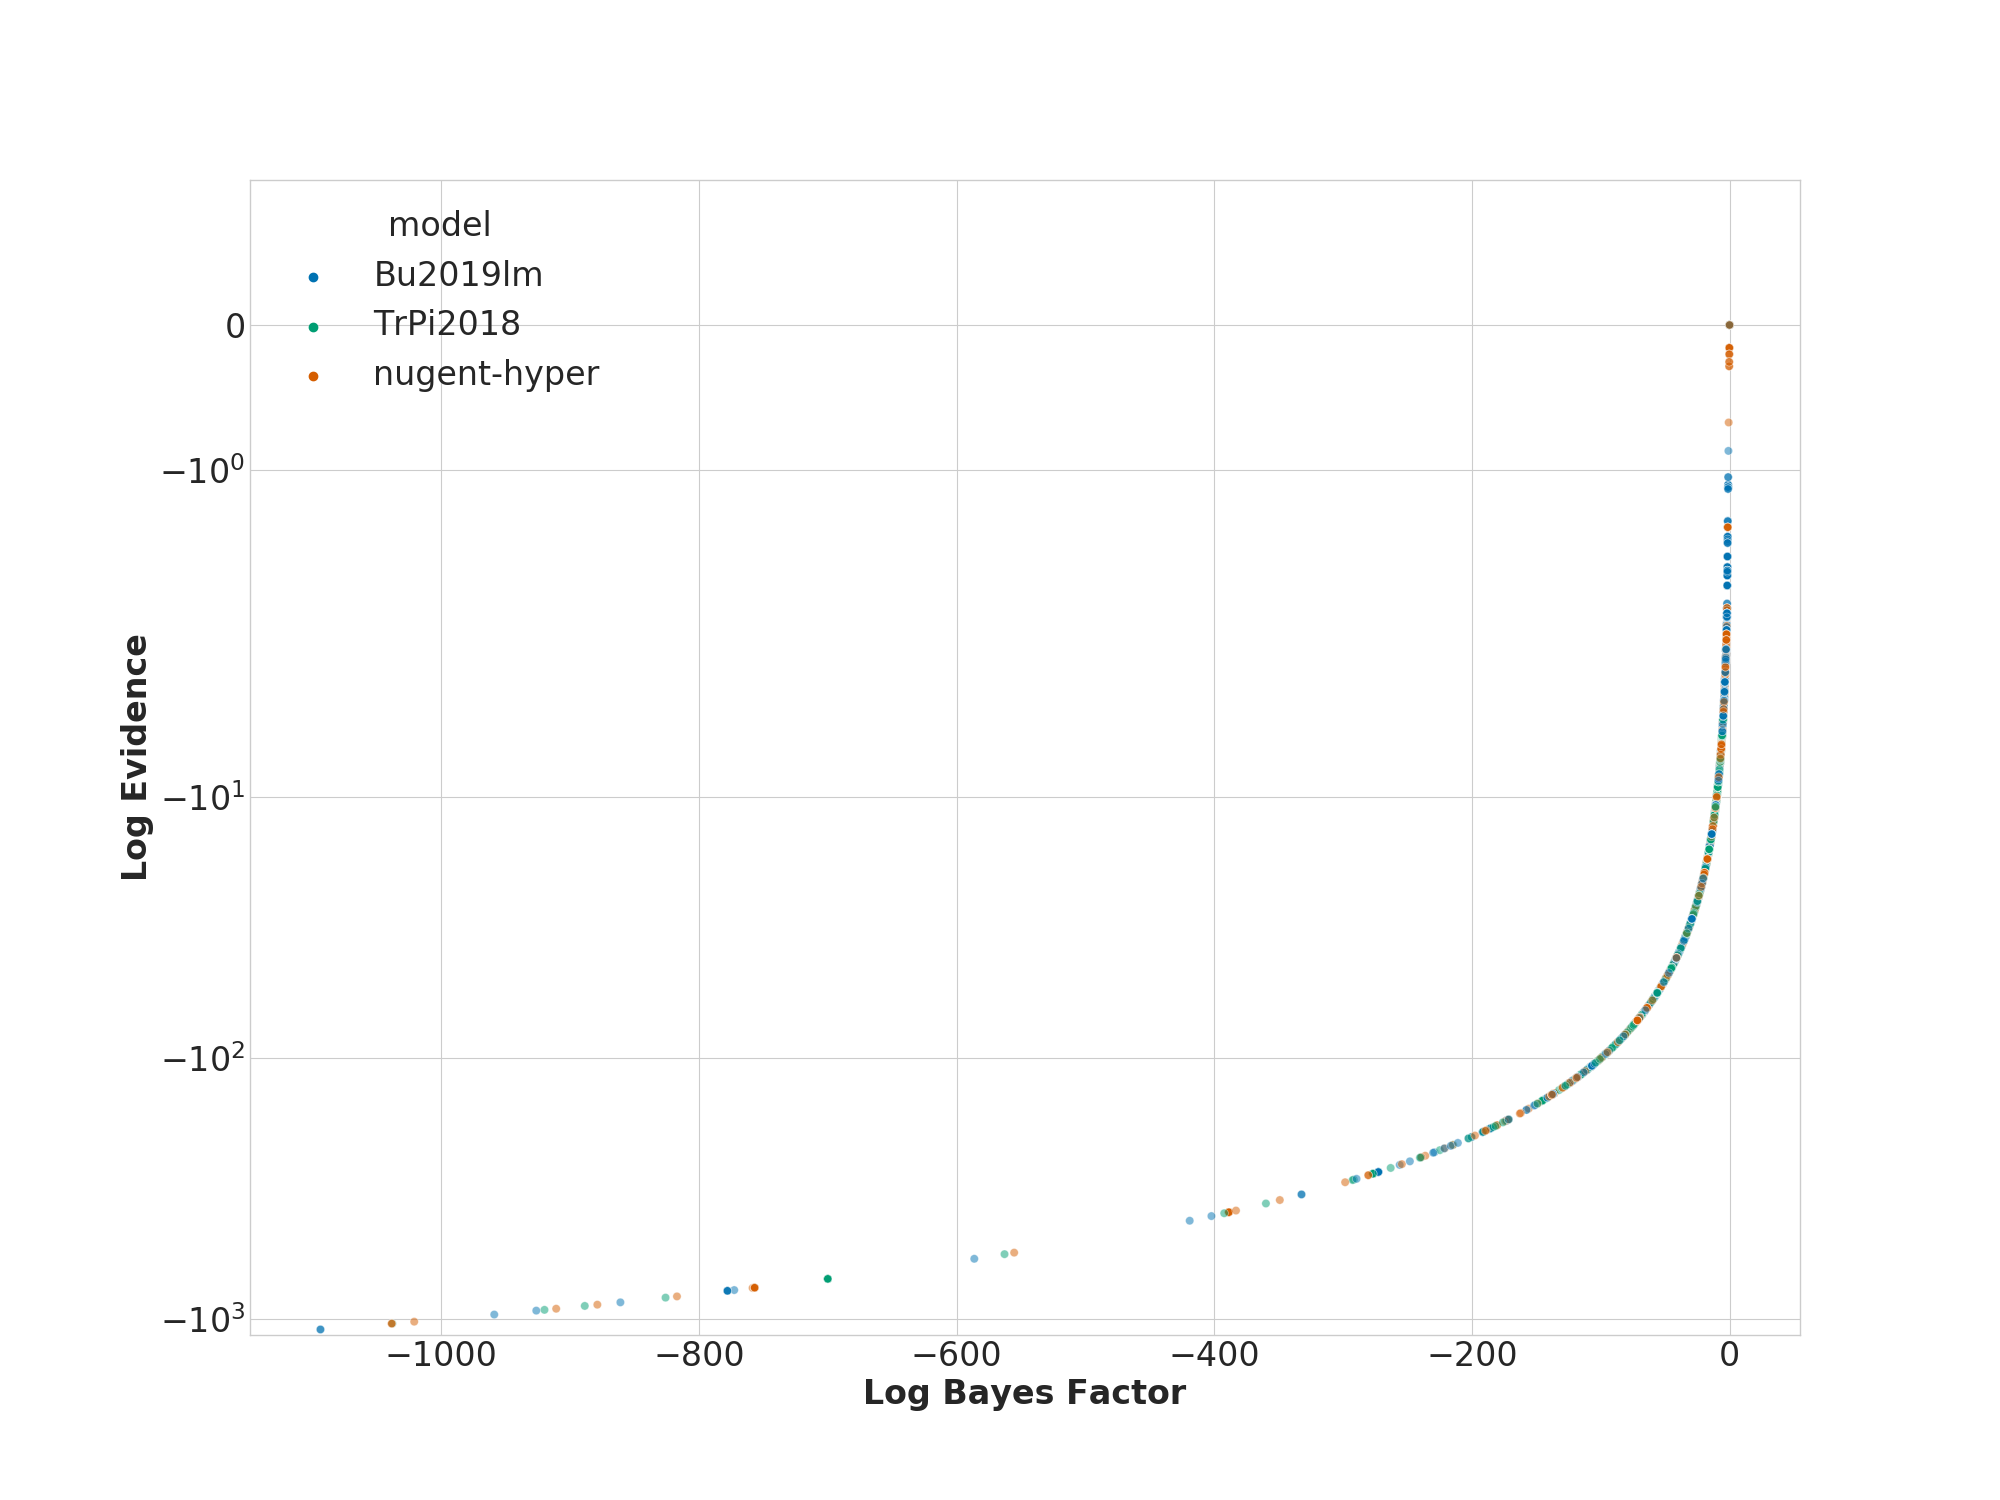 model
Bu2019lm
TrPi2018
nugent-hyper
0
−10⁰
−10¹
−10²
−10³
Log Evidence
−1000 −800 −600 −400 −200 0
Log Bayes Factor